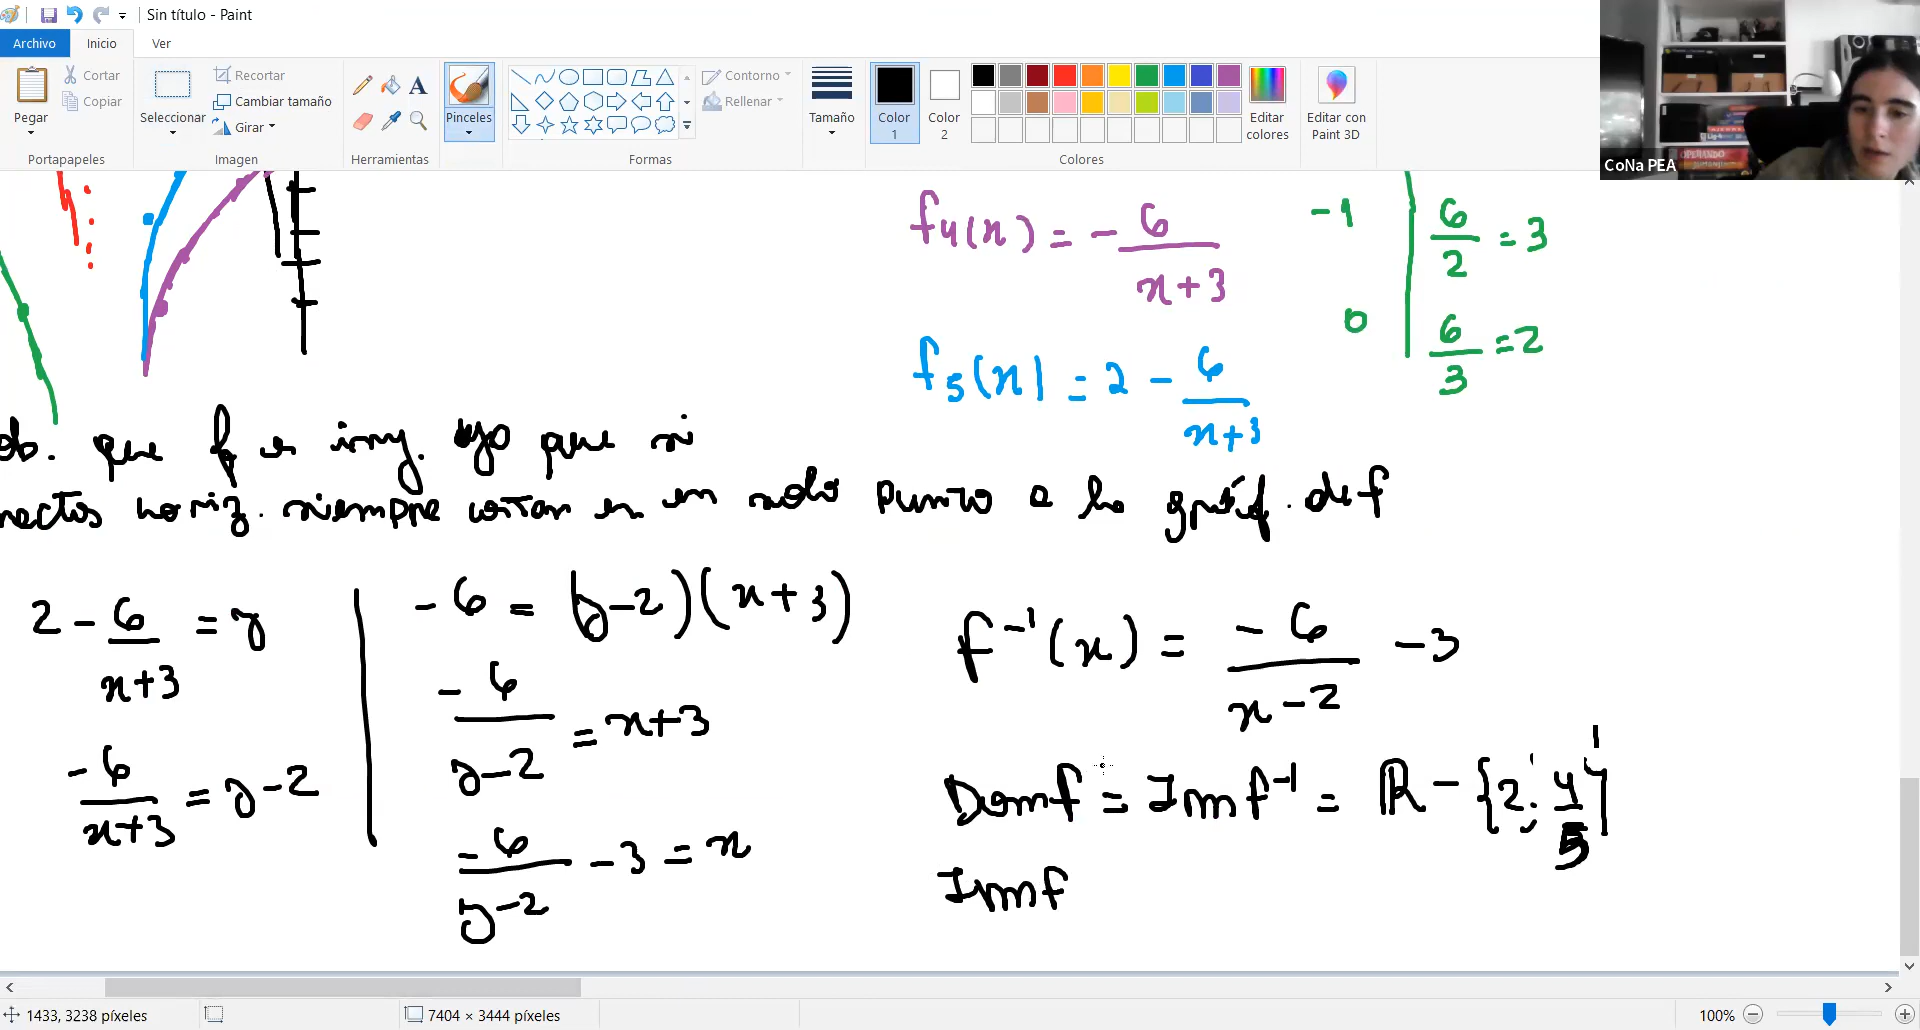 Sin título - Paint
Archivo Inicio Ver
Pegar
Cortar
Copiar
Portapapeles
Seleccionar
Recortar
Cambiar tamaño
Girar
Imagen
A
Herramientas
Pinceles
Contorno
Rellenar
Formas
Tamaño
Color 1
Color 2
Colores
Editar colores
Editar con Paint 3D
OPERANDO
CoNa PEA
f4(x) = - 6/(x+3)
-1 | 6/2 = 3
0 | 6/3 = 2
f5(x) = 2 - 6/(x+3)
ob. que f es iny. que si
rectas horiz. siempre cortan en un solo punto a la gráf. de f
2 - 6/(x+3) = y
-6/(x+3) = y-2
-6 = (y-2)(x+3)
-6/(y-2) = x+3
-6/(y-2) -3 = x
f⁻¹(x) = -6/(x-2) -3
Domf = Imf⁻¹ = ℝ - {2; 4/5}
Imf
1433, 3238 píxeles
7404 × 3444 píxeles
100%